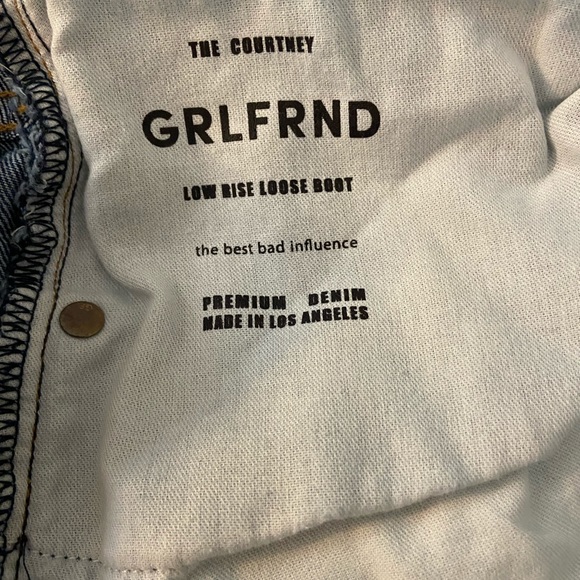 THE COURTNEY
GRLFRND
LOW RISE LOOSE BOOT
the best bad influence
PREMIUM DENIM
MADE IN LOS ANGELES